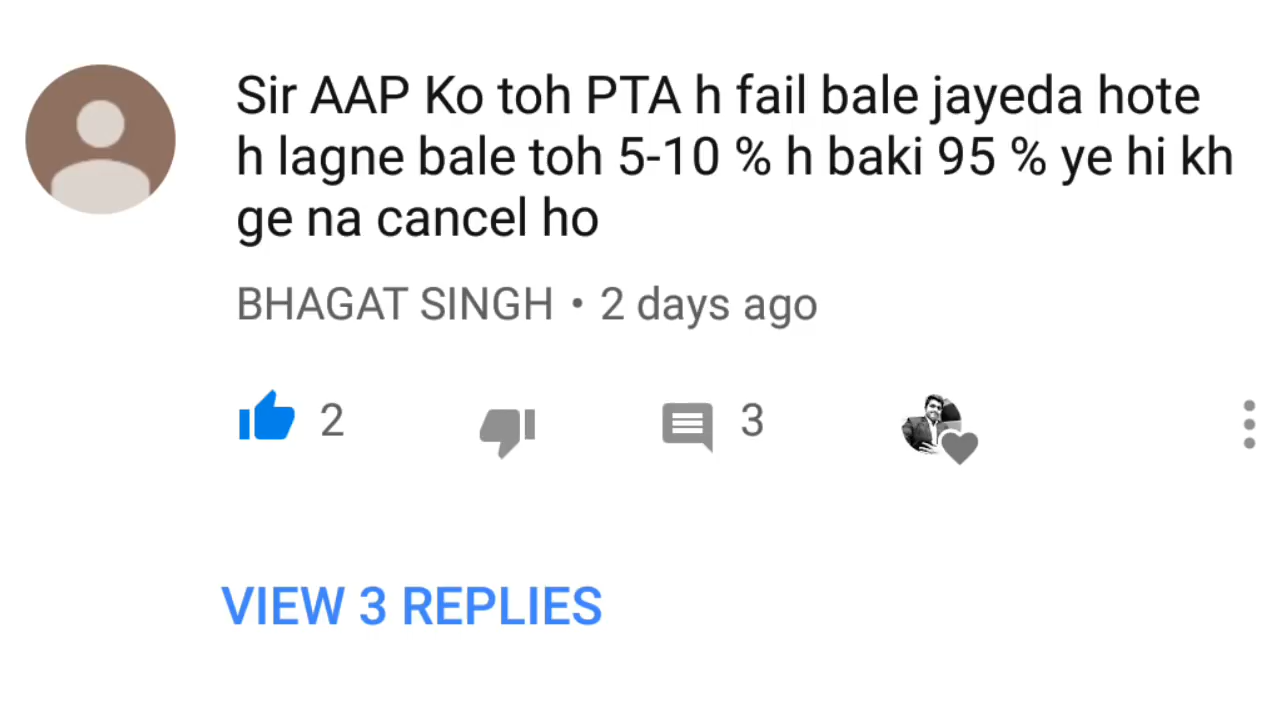 Sir AAP Ko toh PTA h fail bale jayeda hote
h lagne bale toh 5-10 % h baki 95 % ye hi kh
ge na cancel ho
BHAGAT SINGH • 2 days ago
2 3
VIEW 3 REPLIES